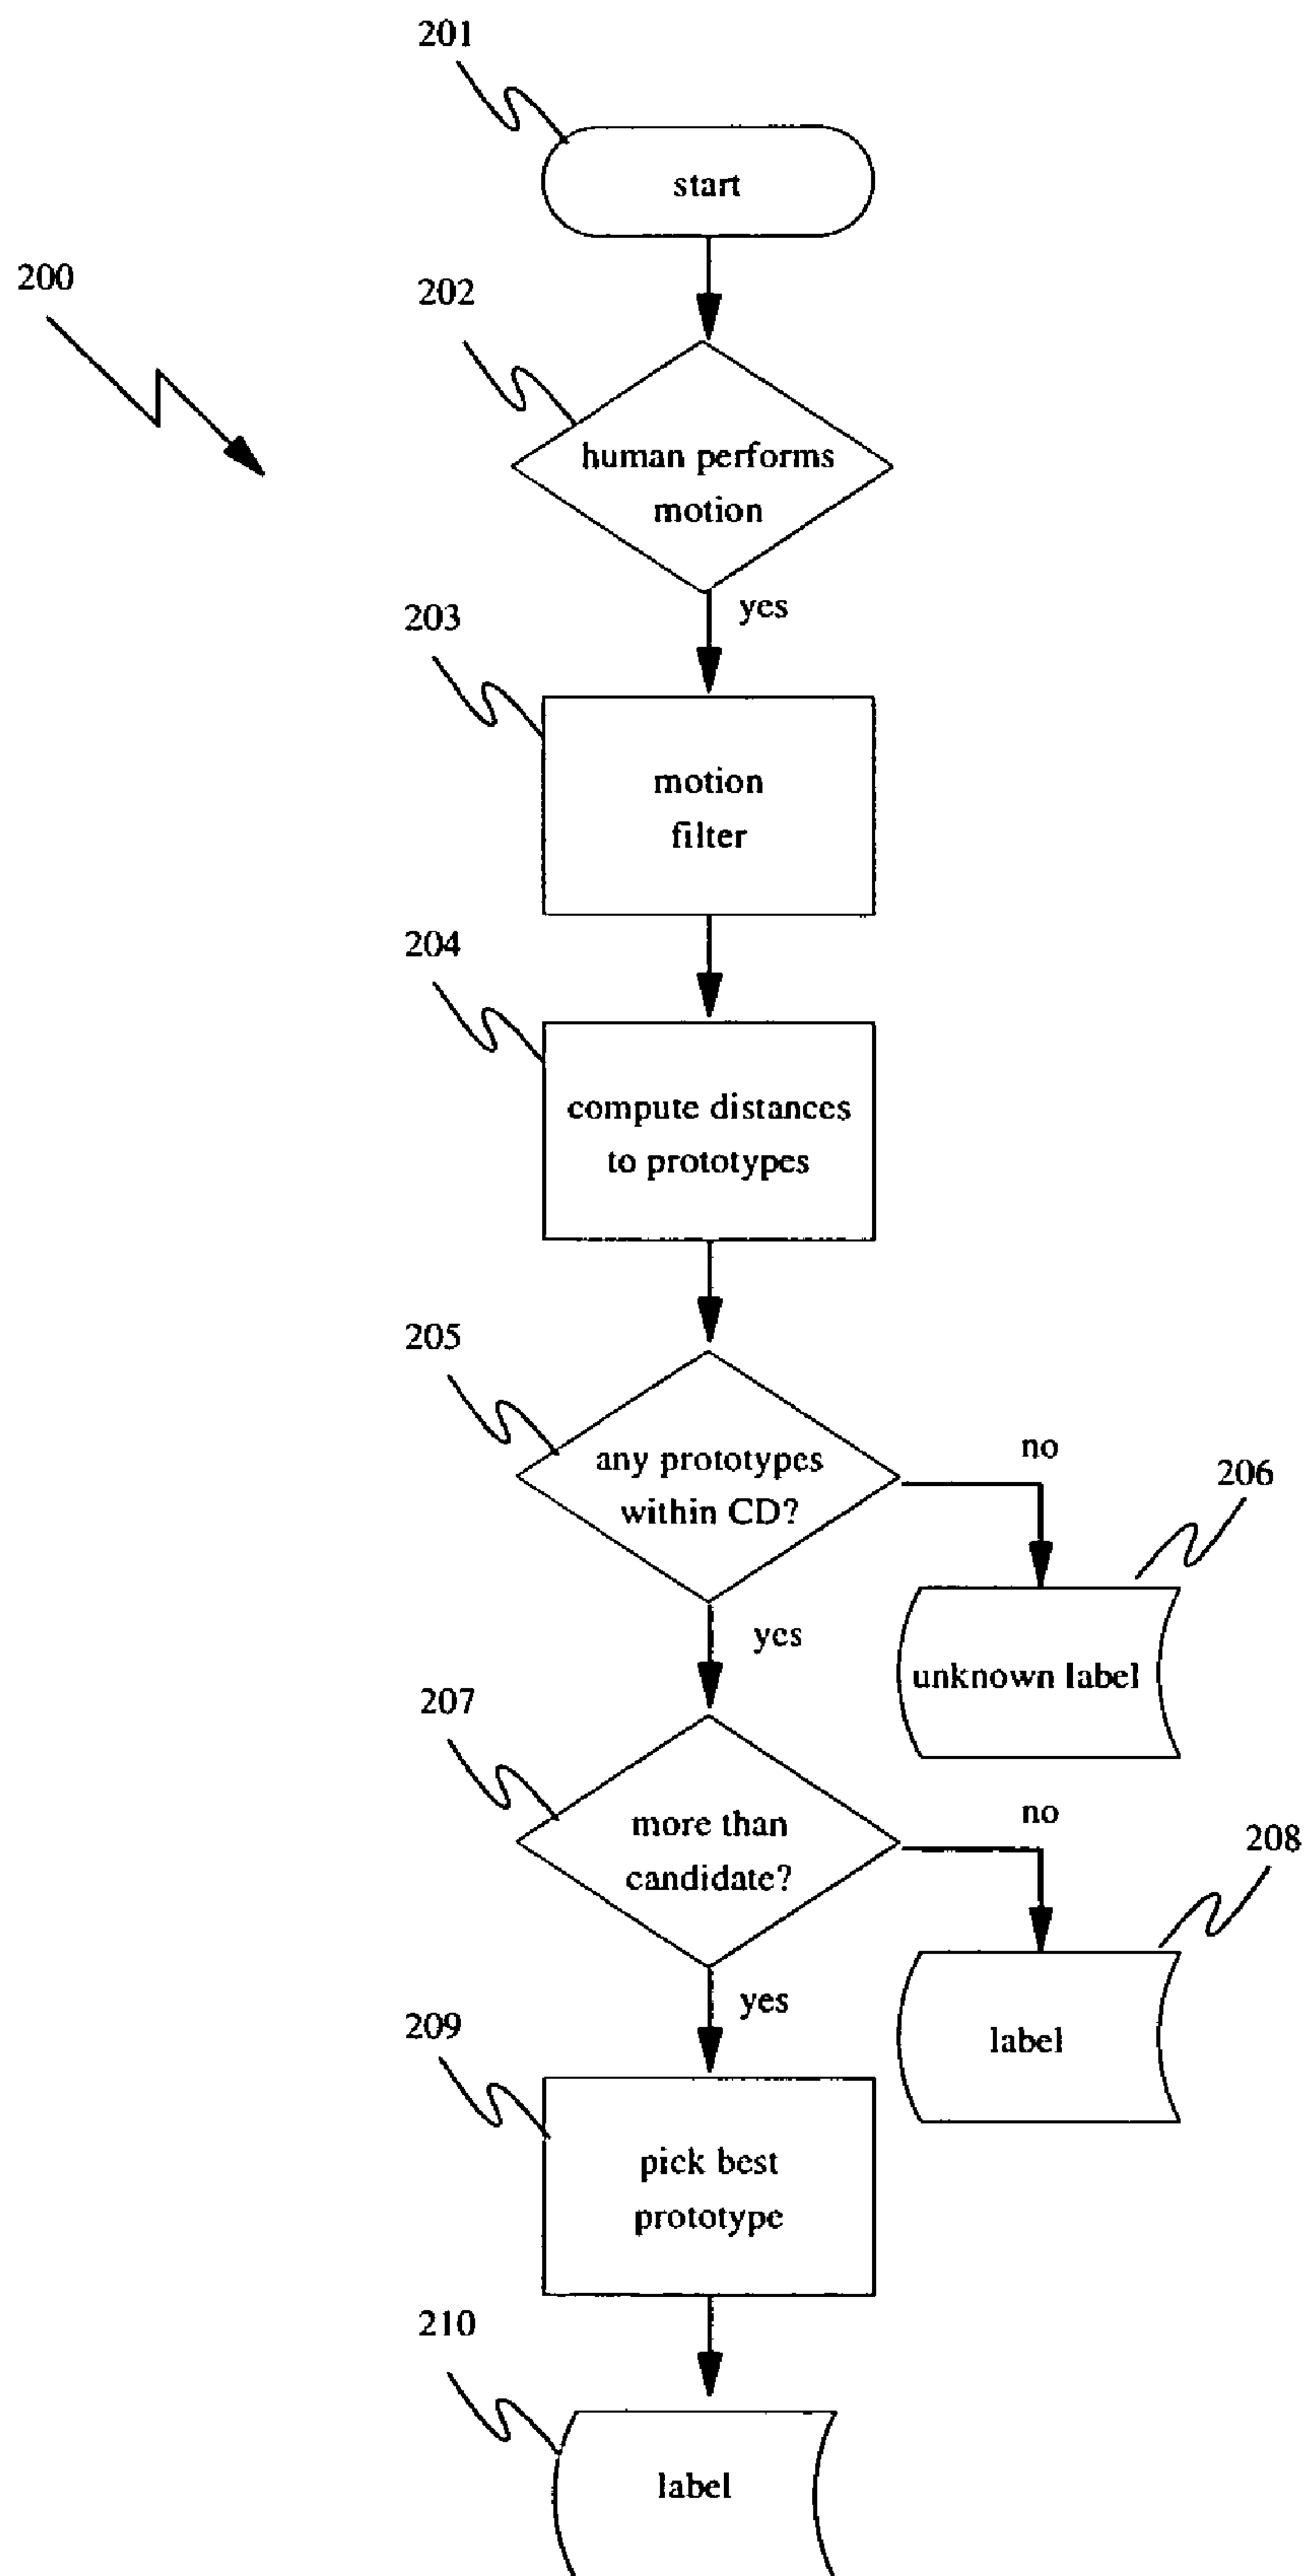 201
start
200
202
human performs
motion
yes
203
motion
filter
204
compute distances
to prototypes
205
any prototypes
within CD?
no
206
unknown label
yes
207
more than
candidate?
no
208
label
yes
209
pick best
prototype
210
label